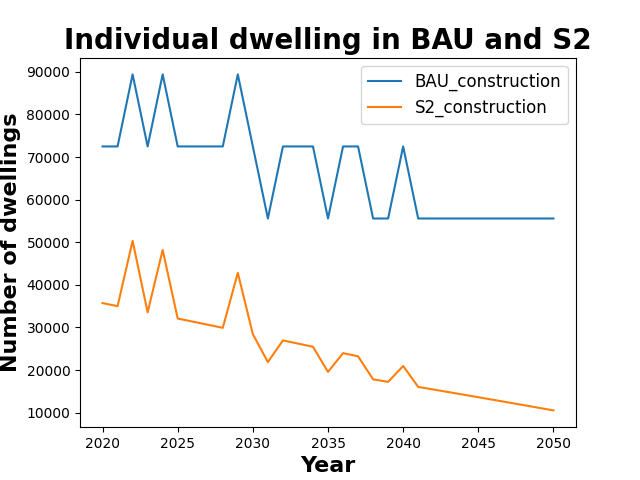 Individual dwelling in BAU and S2
BAU_construction
S2_construction
Number of dwellings
90000
80000
70000
60000
50000
40000
30000
20000
10000
2020 2025 2030 2035 2040 2045 2050
Year